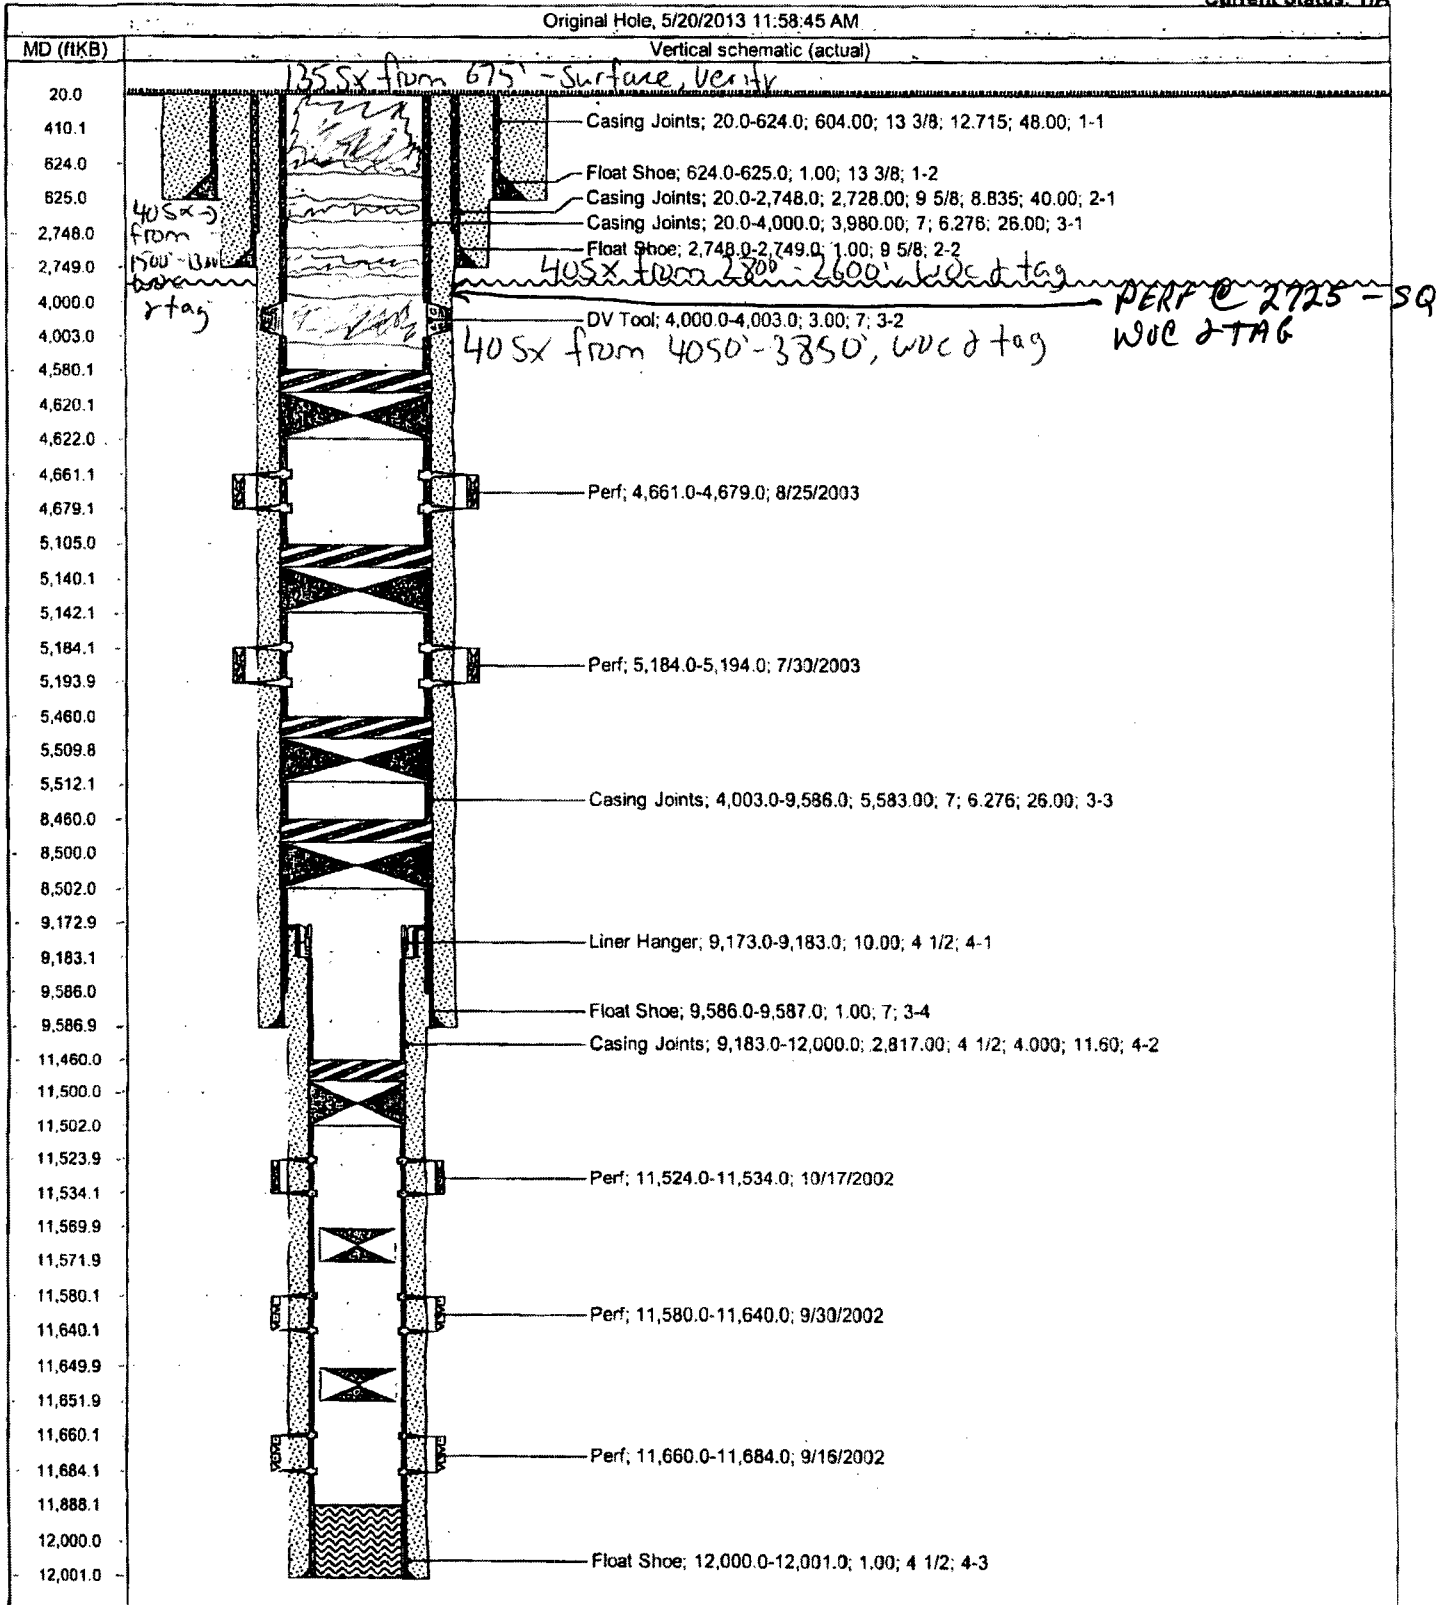 Current Status: T/A
Original Hole, 5/20/2013 11:58:45 AM
MD (ftKB)
Vertical schematic (actual)
135 Sx from 675' - Surface, Verify
20.0
410.1
Casing Joints; 20.0-624.0; 604.00; 13 3/8; 12.715; 48.00; 1-1
624.0
Float Shoe; 624.0-625.0; 1.00; 13 3/8; 1-2
625.0
Casing Joints; 20.0-2,748.0; 2,728.00; 9 5/8; 8.835; 40.00; 2-1
40 Sx →
Casing Joints; 20.0-4,000.0; 3,980.00; 7; 6.276; 26.00; 3-1
2,748.0
from
Float Shoe; 2,748.0-2,749.0; 1.00; 9 5/8; 2-2
2,749.0
1500'-1300'
40 Sx from 2800'-2600', WOC & tag
woc
PERF @ 2725 - SQ
4,000.0
& tag
DV Tool; 4,000.0-4,003.0; 3.00; 7; 3-2
WOC & TAG
4,003.0
40 Sx from 4050'-3850', WOC & tag
4,580.1
4,620.1
4,622.0
4,661.1
Perf; 4,661.0-4,679.0; 8/25/2003
4,679.1
5,105.0
5,140.1
5,142.1
5,184.1
Perf; 5,184.0-5,194.0; 7/30/2003
5,193.9
5,460.0
5,509.8
5,512.1
Casing Joints; 4,003.0-9,586.0; 5,583.00; 7; 6.276; 26.00; 3-3
8,460.0
8,500.0
8,502.0
9,172.9
Liner Hanger; 9,173.0-9,183.0; 10.00; 4 1/2; 4-1
9,183.1
9,586.0
Float Shoe; 9,586.0-9,587.0; 1.00; 7; 3-4
9,586.9
Casing Joints; 9,183.0-12,000.0; 2,817.00; 4 1/2; 4.000; 11.60; 4-2
11,460.0
11,500.0
11,502.0
11,523.9
Perf; 11,524.0-11,534.0; 10/17/2002
11,534.1
11,569.9
11,571.9
11,580.1
Perf; 11,580.0-11,640.0; 9/30/2002
11,640.1
11,649.9
11,651.9
11,660.1
Perf; 11,660.0-11,684.0; 9/16/2002
11,684.1
11,888.1
12,000.0
Float Shoe; 12,000.0-12,001.0; 1.00; 4 1/2; 4-3
12,001.0